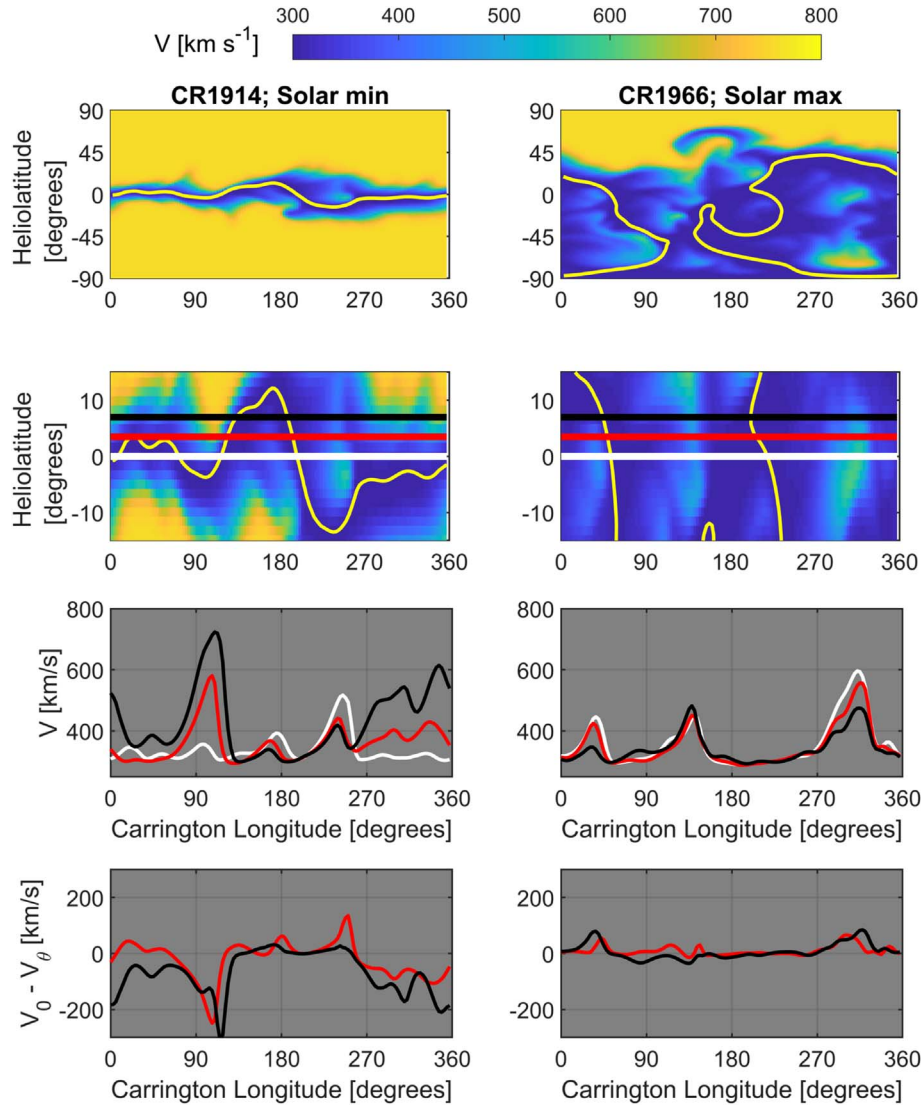 300 400 500 600 700 800
V [km s-1]
CR1914; Solar min
CR1966; Solar max
Heliolatitude
[degrees]
90
45
0
-45
-90
0 90 180 270 360
90
45
0
-45
-90
0 90 180 270 360
Heliolatitude
[degrees]
10
0
-10
0 90 180 270 360
Heliolatitude
[degrees]
10
0
-10
0 90 180 270 360
V [km/s]
800
600
400
0 90 180 270 360
Carrington Longitude [degrees]
800
600
400
0 90 180 270 360
Carrington Longitude [degrees]
V0 - Vθ [km/s]
200
0
-200
0 90 180 270 360
Carrington Longitude [degrees]
200
0
-200
0 90 180 270 360
Carrington Longitude [degrees]